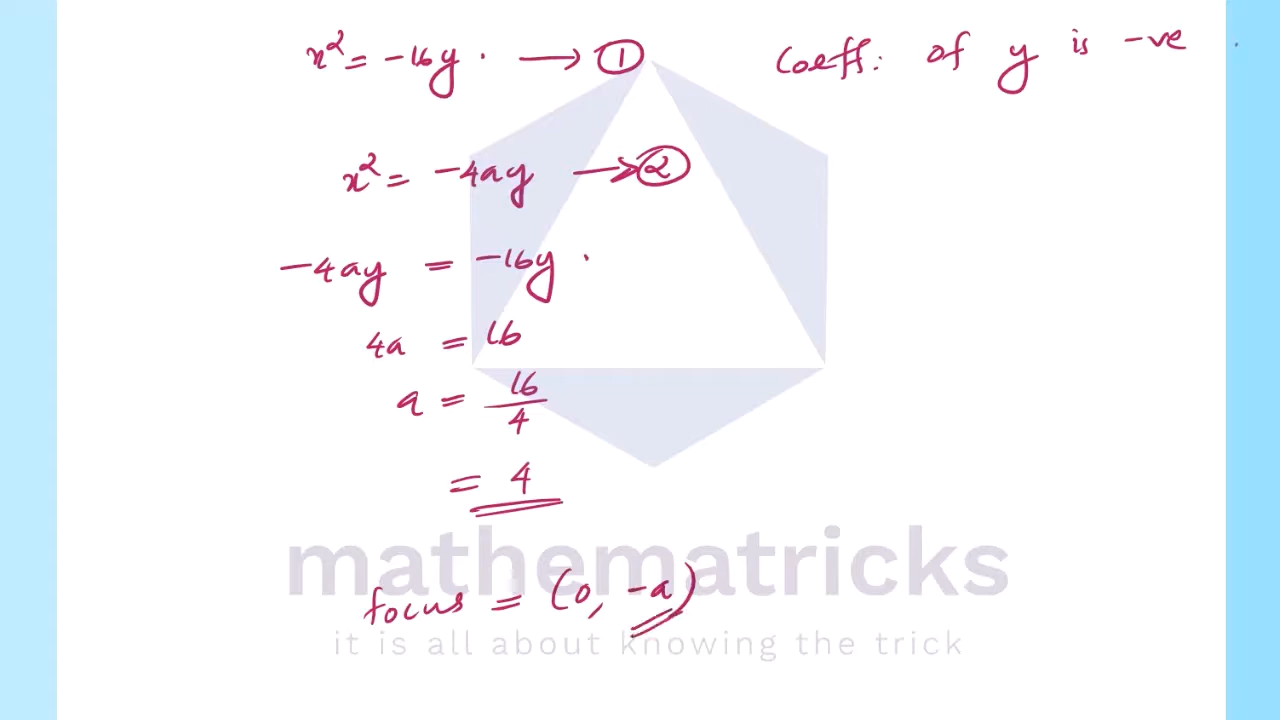 x² = -16y. → ① Coeff: of y is -ve.
x² = -4ay → ②
-4ay = -16y.
4a = 16
a = 16/4
= 4
mathematricks
focus = (0, -a)
it is all about knowing the trick